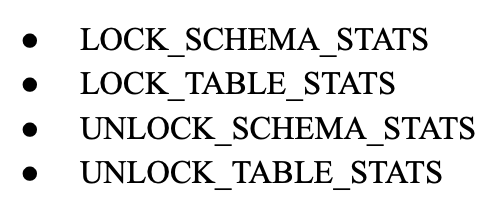 ● LOCK_SCHEMA_STATS
● LOCK_TABLE_STATS
● UNLOCK_SCHEMA_STATS
● UNLOCK_TABLE_STATS